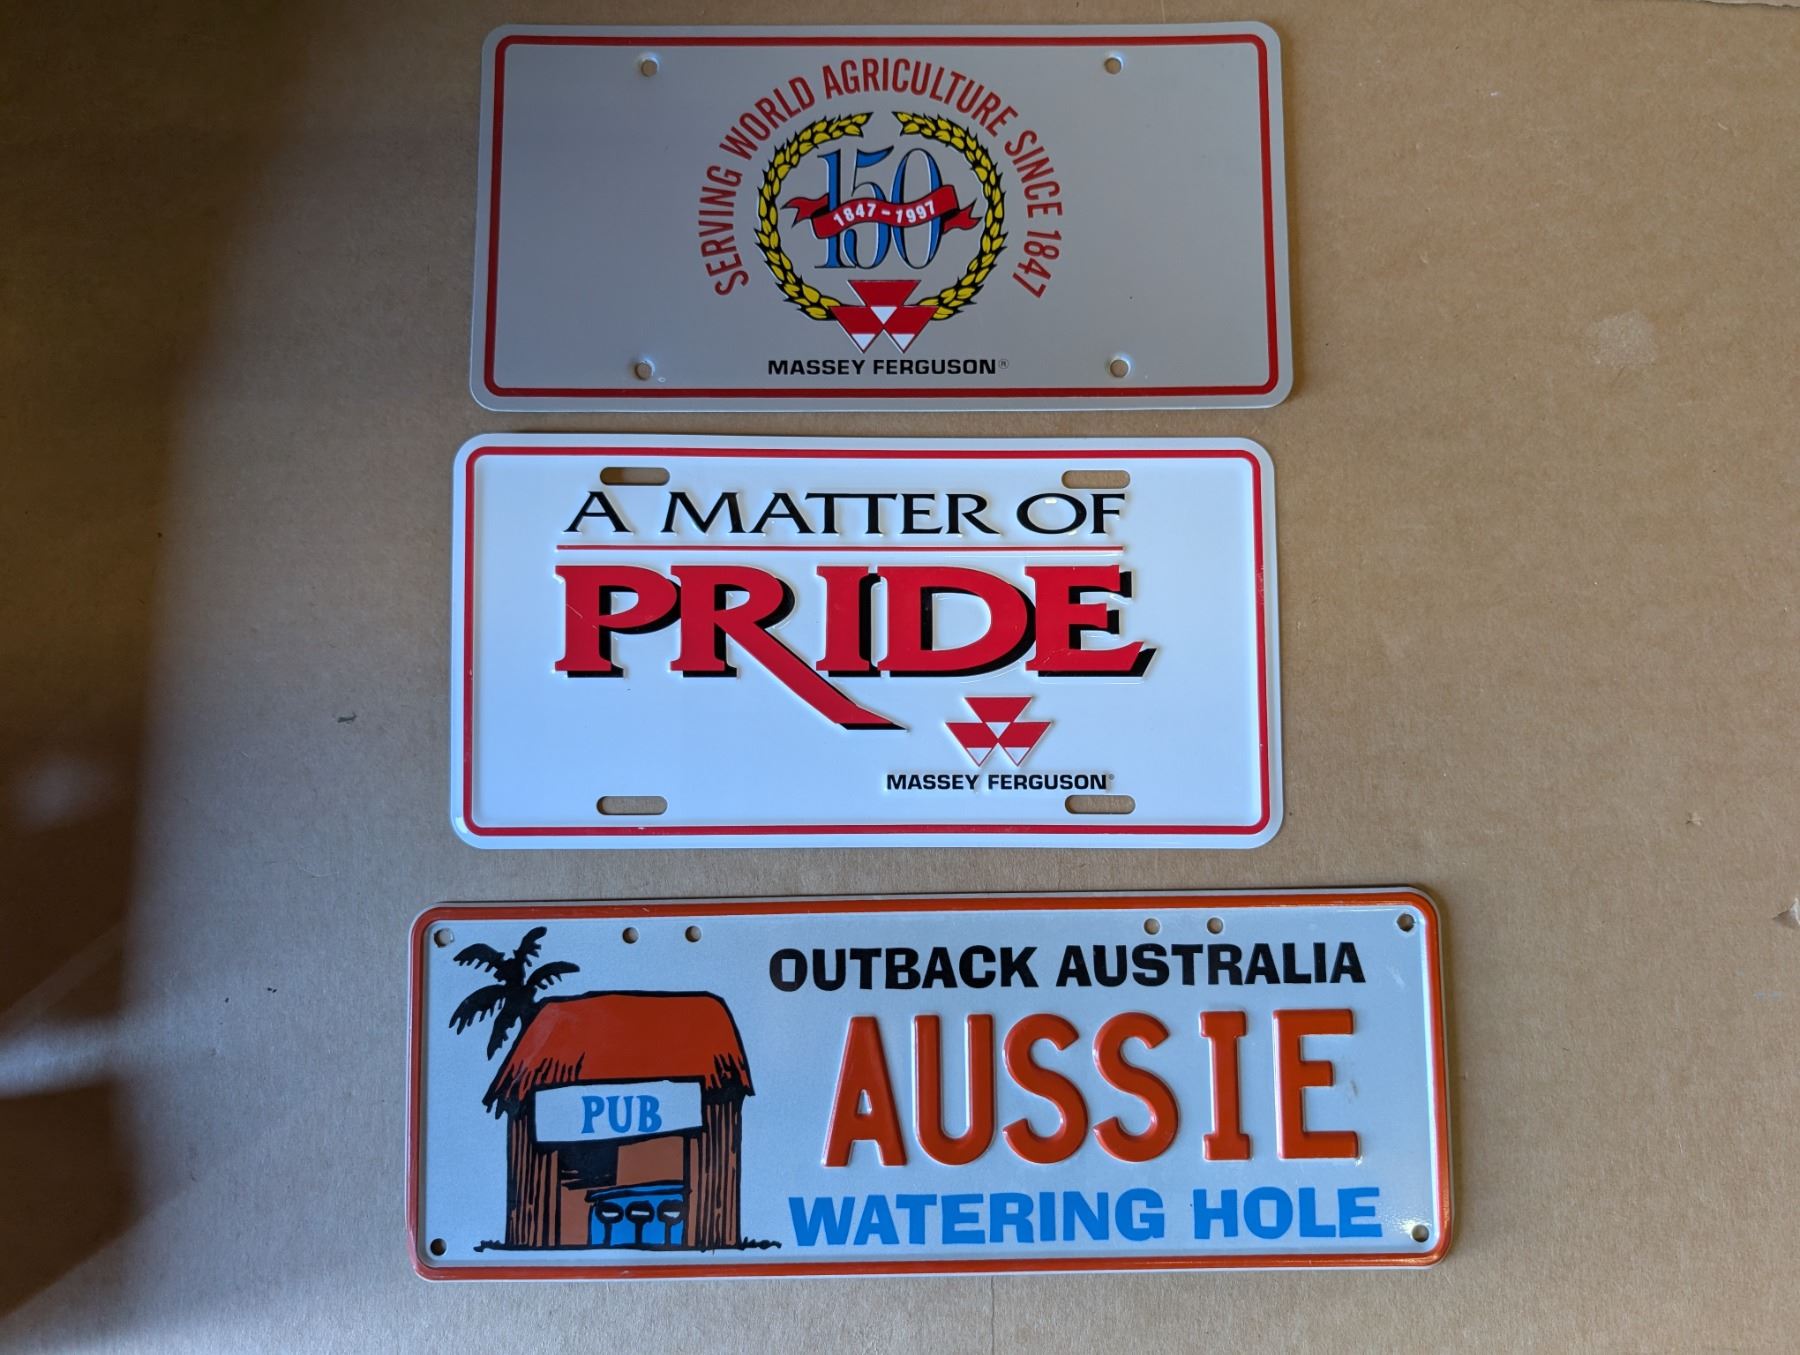 SERVING WORLD AGRICULTURE SINCE 1847
150
1847-1997
MASSEY FERGUSON®
A MATTER OF
PRIDE
MASSEY FERGUSON®
OUTBACK AUSTRALIA
AUSSIE
PUB
WATERING HOLE